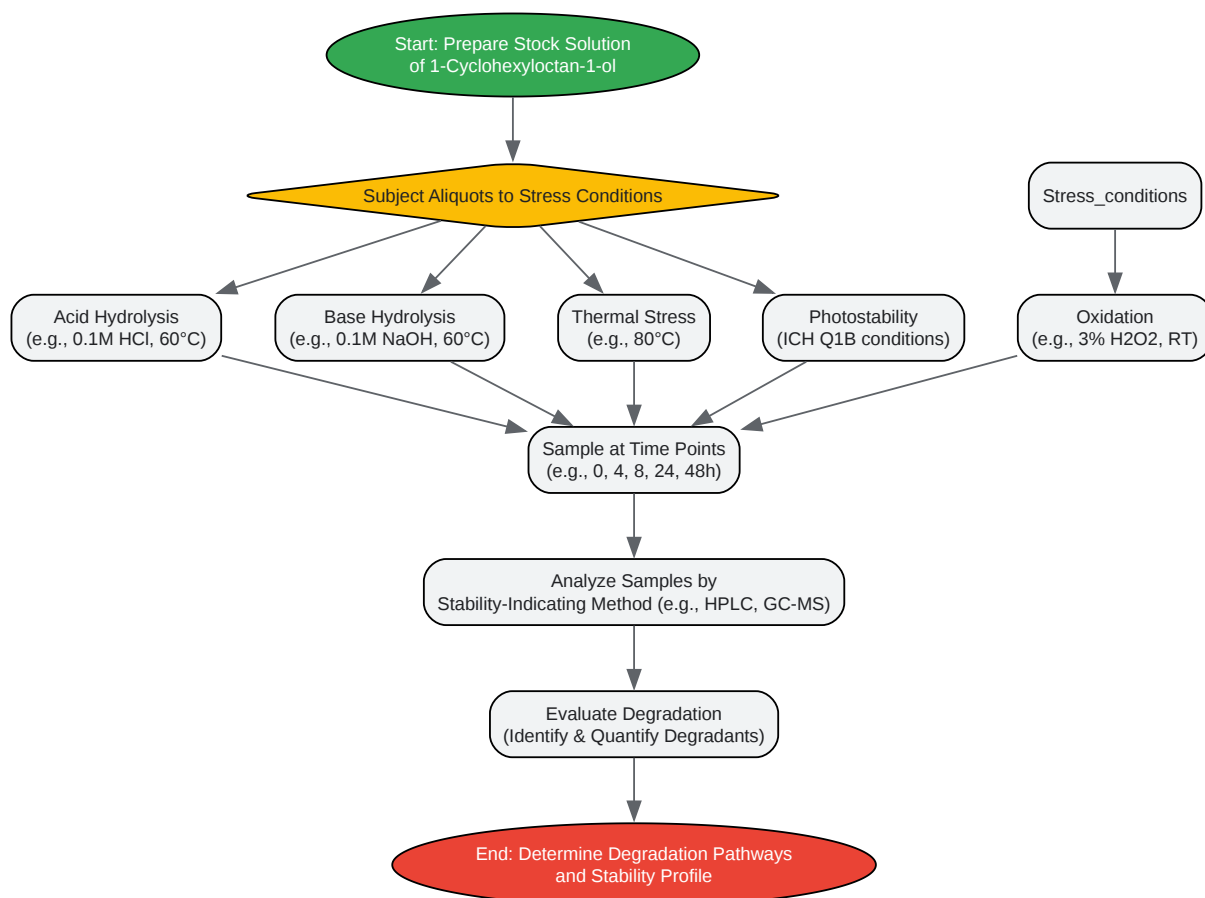 Start: Prepare Stock Solution
of 1-Cyclohexyloctan-1-ol
Subject Aliquots to Stress Conditions
Stress_conditions
Acid Hydrolysis
(e.g., 0.1M HCl, 60°C)
Base Hydrolysis
(e.g., 0.1M NaOH, 60°C)
Thermal Stress
(e.g., 80°C)
Photostability
(ICH Q1B conditions)
Oxidation
(e.g., 3% H2O2, RT)
Sample at Time Points
(e.g., 0, 4, 8, 24, 48h)
Analyze Samples by
Stability-Indicating Method (e.g., HPLC, GC-MS)
Evaluate Degradation
(Identify & Quantify Degradants)
End: Determine Degradation Pathways
and Stability Profile